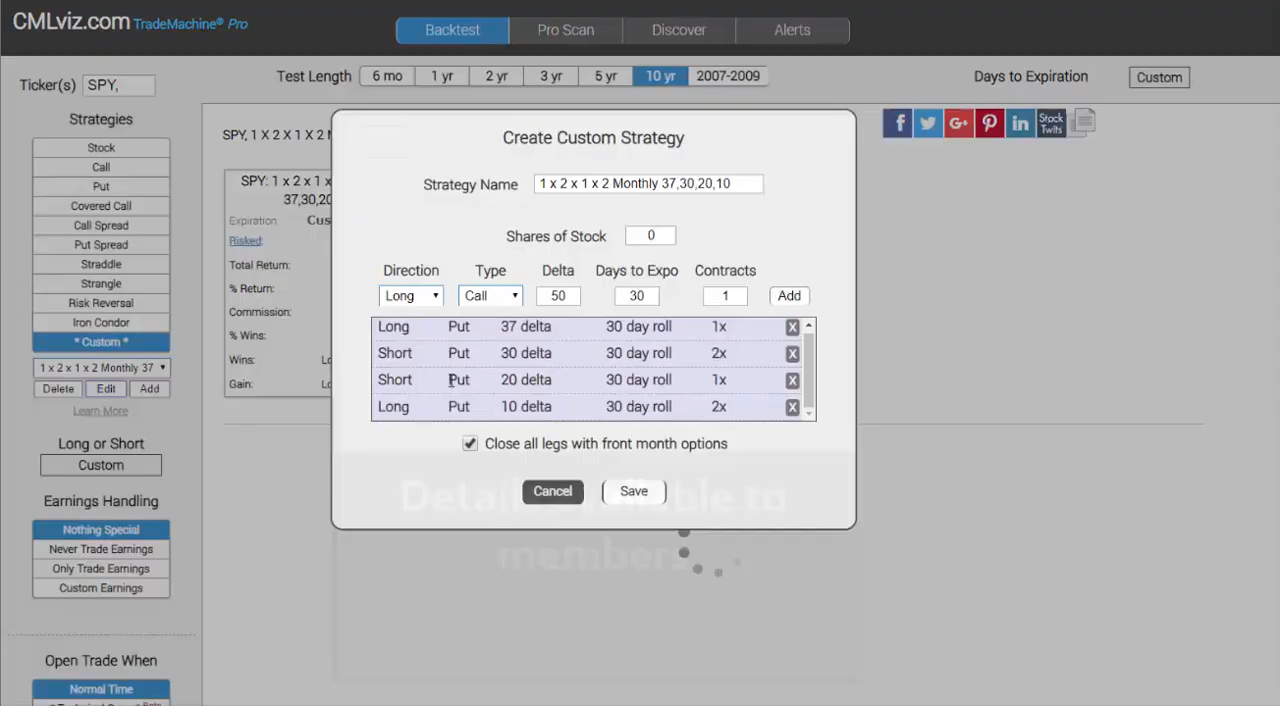 CMLviz.com TradeMachine® Pro
Backtest Pro Scan Discover Alerts
Ticker(s) SPY,
Test Length 6 mo 1 yr 2 yr 3 yr 5 yr 10 yr 2007-2009
Days to Expiration Custom
Strategies
Stock
Call
Put
Covered Call
Call Spread
Put Spread
Straddle
Strangle
Risk Reversal
Iron Condor
* Custom *
1 x 2 x 1 x 2 Monthly 37
Delete Edit Add
Learn More
Long or Short
Custom
Earnings Handling
Nothing Special
Never Trade Earnings
Only Trade Earnings
Custom Earnings
Open Trade When
Normal Time
SPY, 1 X 2 X 1 X 2
SPY: 1 x 2 x 1 x
37,30,20
Expiration: Cus
Risked:
Total Return:
% Return:
Commission:
% Wins:
Wins: Lo
Gain: Lo
Create Custom Strategy
Strategy Name 1 x 2 x 1 x 2 Monthly 37,30,20,10
Shares of Stock 0
Direction Type Delta Days to Expo Contracts
Long Call 50 30 1 Add
Long Put 37 delta 30 day roll 1x X
Short Put 30 delta 30 day roll 2x X
Short Put 20 delta 30 day roll 1x X
Long Put 10 delta 30 day roll 2x X
Close all legs with front month options
Cancel Save
members
f G+ in Stock Twits